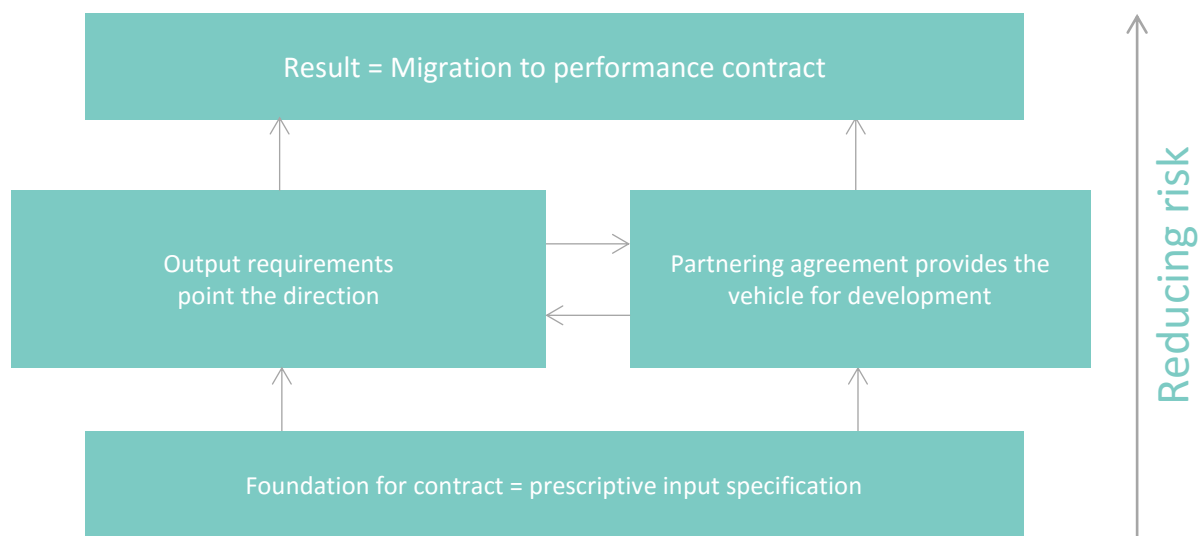 Result = Migration to performance contract
Output requirements
point the direction
Partnering agreement provides the
vehicle for development
Foundation for contract = prescriptive input specification
Reducing risk